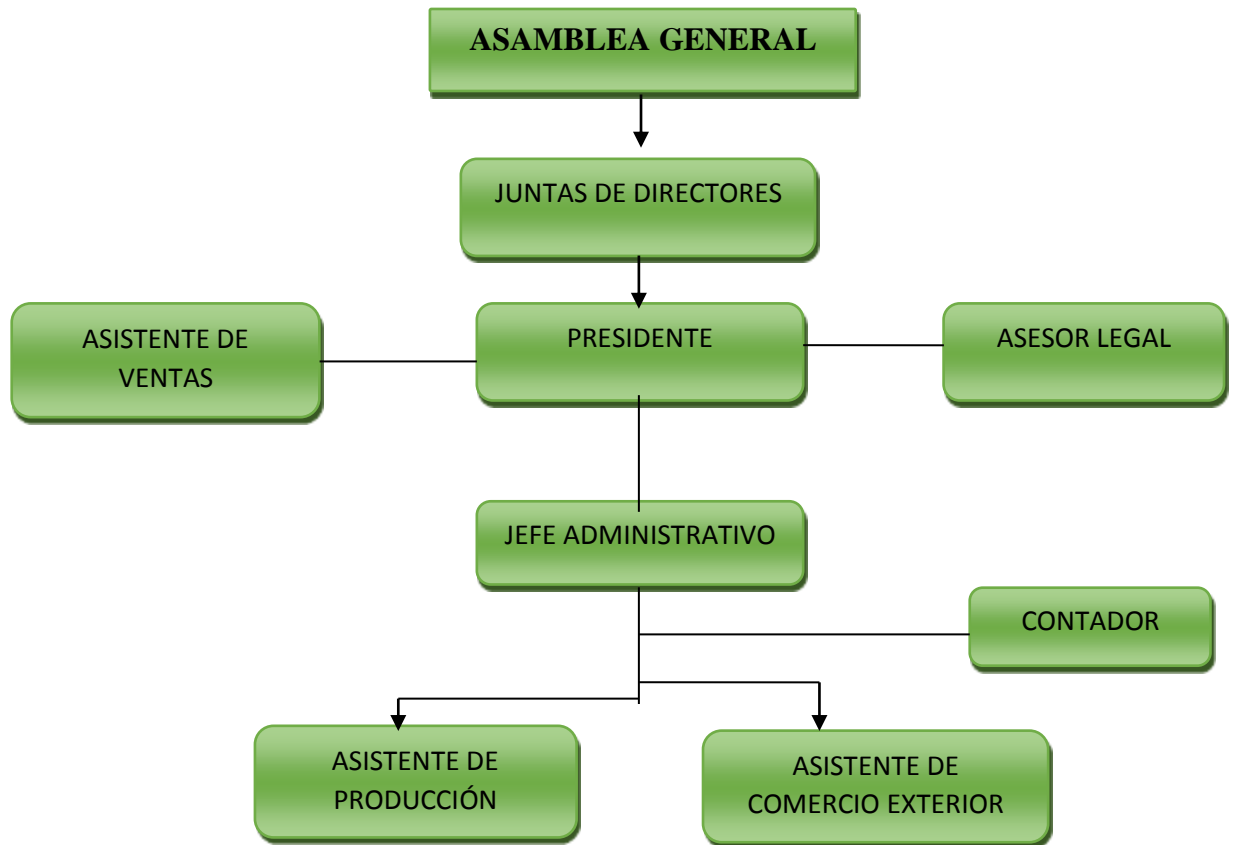 ASAMBLEA GENERAL
JUNTAS DE DIRECTORES
ASISTENTE DE
VENTAS
PRESIDENTE
ASESOR LEGAL
JEFE ADMINISTRATIVO
CONTADOR
ASISTENTE DE
PRODUCCIÓN
ASISTENTE DE
COMERCIO EXTERIOR